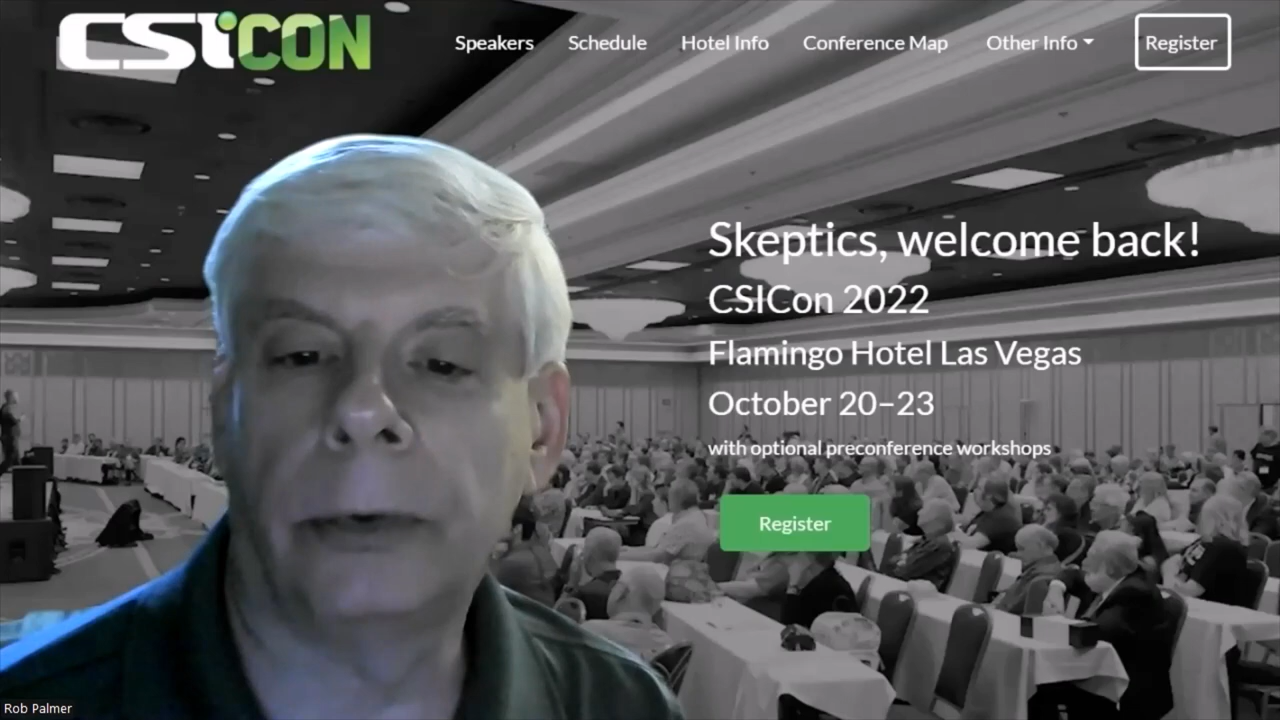 CSICON
Speakers
Schedule
Hotel Info
Conference Map
Other Info
Register
Skeptics, welcome back!
CSICon 2022
Flamingo Hotel Las Vegas
October 20–23
with optional preconference workshops
Register
Rob Palmer